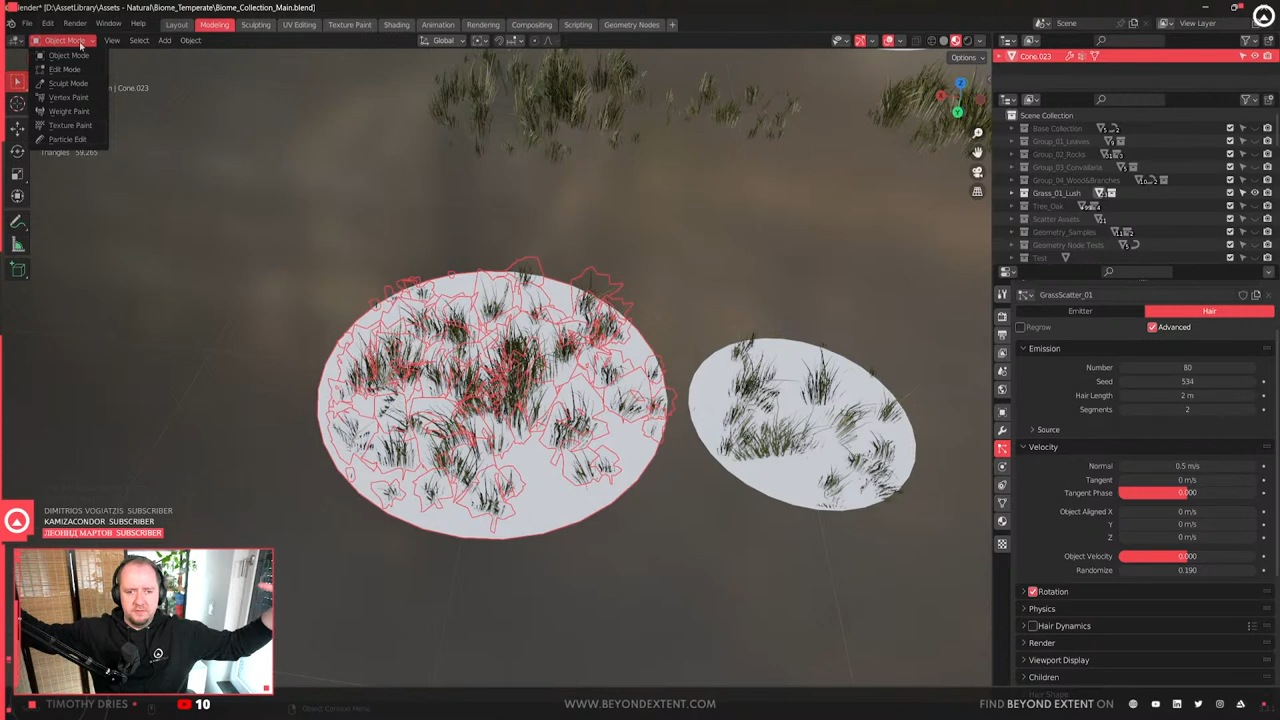 Blender* [D:\AssetLibrary\Assets - Natural\Biome_Temperate\Biome_Collection_Main.blend]
File Edit Render Window Help Layout Modeling Sculpting UV Editing Texture Paint Shading Animation Rendering Compositing Scripting Geometry Nodes + Scene View Layer
Object Mode View Select Add Object Global
Options
Object Mode
Edit Mode
Sculpt Mode
Vertex Paint
Weight Paint
Texture Paint
Particle Edit
| Cone.023
Triangles 59,265
Cone.023
Scene Collection
Base Collection
Group_01_Leaves
Group_02_Rocks
Group_03_Convallaria
Group_04_Wood&Branches
Grass_01_Lush
Tree_Oak
Scatter Assets
21
Geometry_Samples
Geometry Node Tests
Test
GrassScatter_01
Emitter Hair
Regrow Advanced
Emission
Number 80
Seed 534
Hair Length 2 m
Segments 2
Source
Velocity
Normal 0.5 m/s
Tangent 0 m/s
Tangent Phase 0.000
Object Aligned X 0 m/s
Y 0 m/s
Z 0 m/s
Object Velocity 0.000
Randomize 0.190
Rotation
Physics
Hair Dynamics
Render
Viewport Display
Children
Hair Shape
Z
Y
DIMITRIOS VOGIATZIS SUBSCRIBER
KAMIZACONDOR SUBSCRIBER
ЛЕОНИД МАРТОВ SUBSCRIBER
TIMOTHY DRIES
10
Object Context Menu
WWW.BEYONDEXTENT.COM
FIND BEYOND EXTENT ON